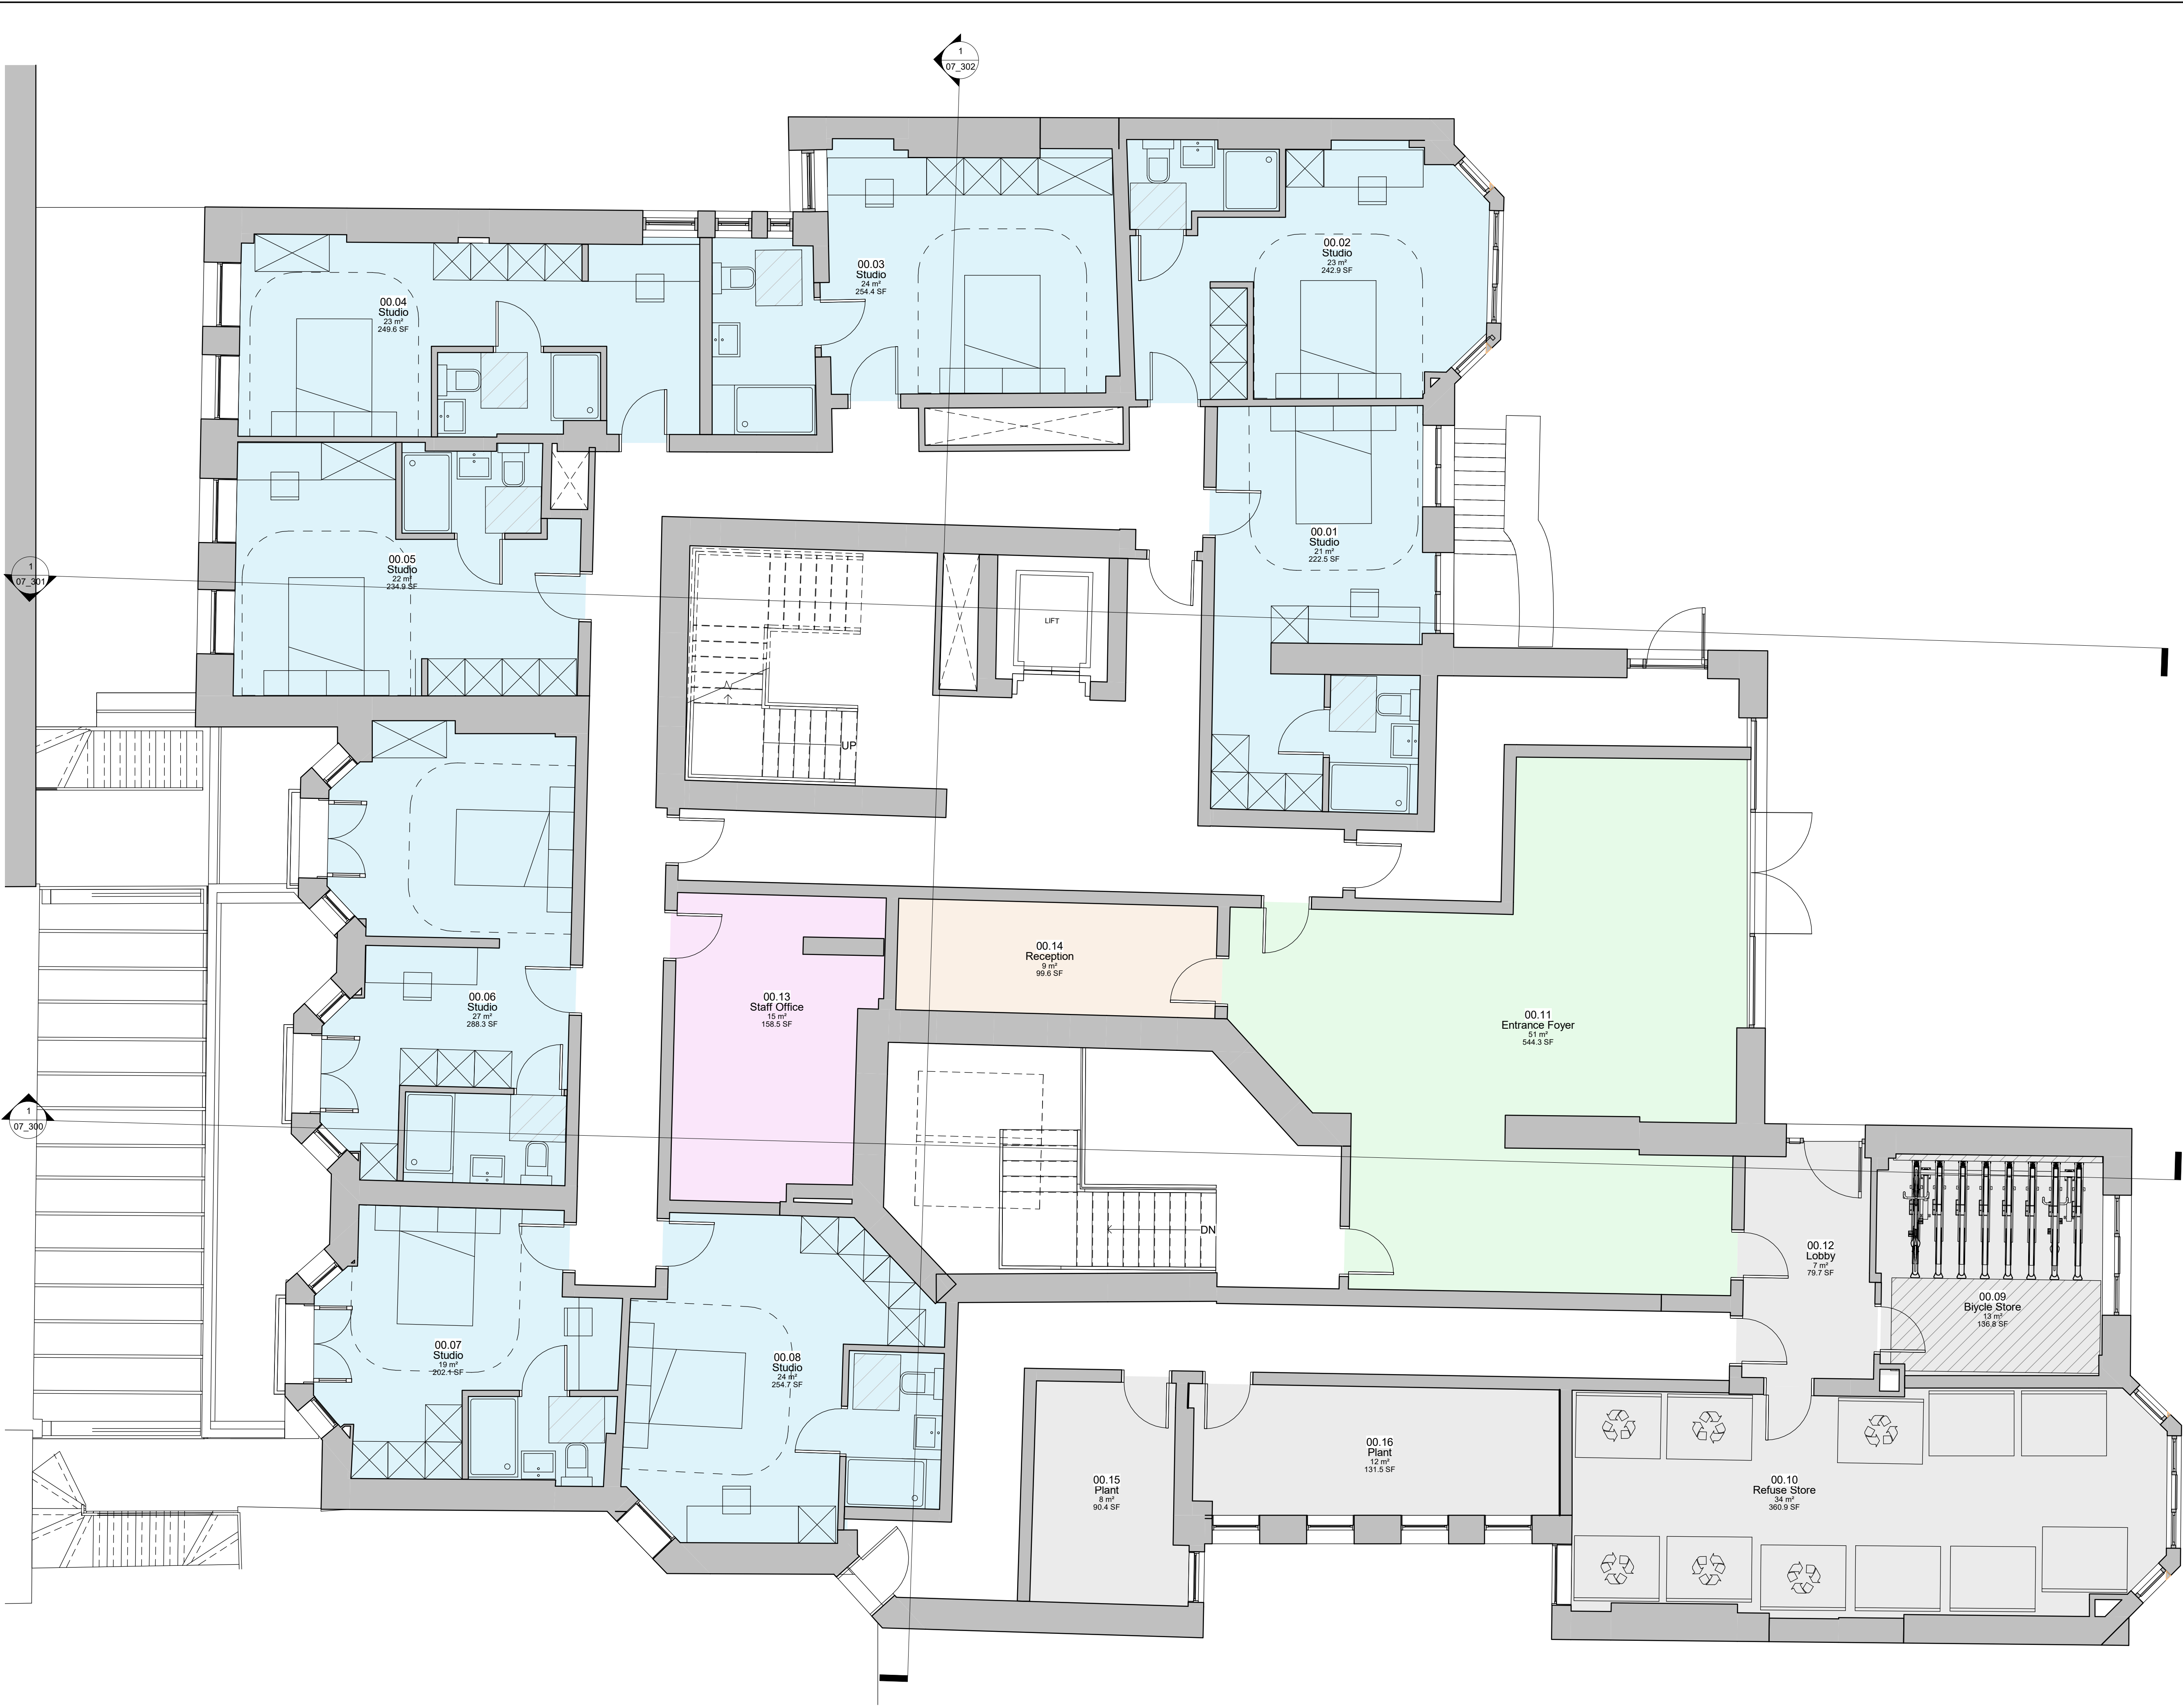 1
07_302
00.02
Studio
23 m²
242.9 SF
00.03
Studio
24 m²
254.4 SF
00.04
Studio
23 m²
249.6 SF
00.01
Studio
21 m²
222.5 SF
00.05
Studio
22 m²
234.9 SF
1
07_301
LIFT
UP
00.14
Reception
9 m²
99.6 SF
00.06
Studio
27 m²
288.3 SF
00.13
Staff Office
15 m²
158.5 SF
00.11
Entrance Foyer
51 m²
544.3 SF
1
07_300
DN
00.12
Lobby
7 m²
79.7 SF
00.09
Biycle Store
13 m²
136.8 SF
00.07
Studio
19 m²
202.1 SF
00.08
Studio
24 m²
254.7 SF
00.16
Plant
12 m²
131.5 SF
00.15
Plant
8 m²
90.4 SF
00.10
Refuse Store
34 m²
360.9 SF